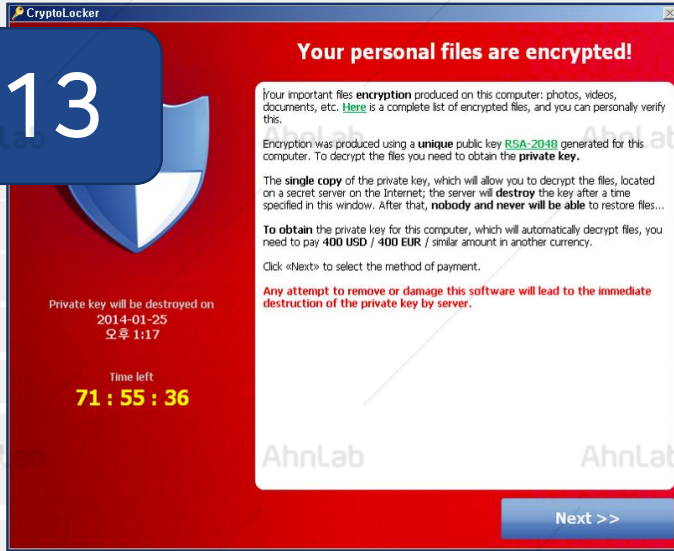 CryptoLocker
13
Your personal files are encrypted!
Your important files encryption produced on this computer: photos, videos,
documents, etc. Here is a complete list of encrypted files, and you can personally verify
this.
Encryption was produced using a unique public key RSA-2048 generated for this
computer. To decrypt the files you need to obtain the private key.
The single copy of the private key, which will allow you to decrypt the files, located
on a secret server on the Internet; the server will destroy the key after a time
specified in this window. After that, nobody and never will be able to restore files...
To obtain the private key for this computer, which will automatically decrypt files, you
need to pay 400 USD / 400 EUR / similar amount in another currency.
Click «Next» to select the method of payment.
Any attempt to remove or damage this software will lead to the immediate
destruction of the private key by server.
Private key will be destroyed on
2014-01-25
오후 1:17
Time left
71 : 55 : 36
AhnLab
AhnLab
AhnLab
AhnLab
Next >>